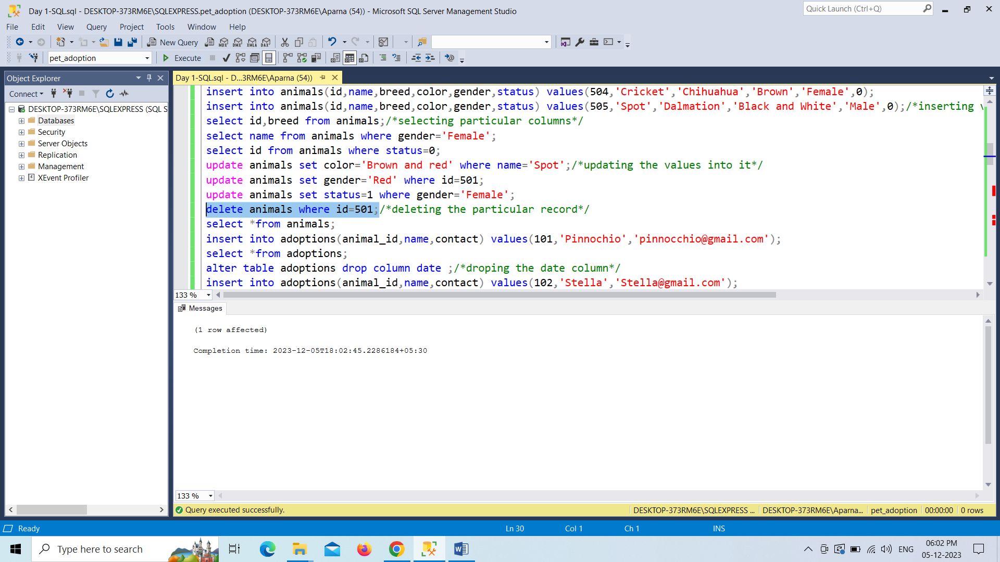 Day 1-SQL.sql - DESKTOP-373RM6E\SQLEXPRESS.pet_adoption (DESKTOP-373RM6E\Aparna (54)) - Microsoft SQL Server Management Studio
Quick Launch (Ctrl+Q)
File Edit View Query Project Tools Window Help
New Query MDX DMX XMLA DAX
pet_adoption Execute
Object Explorer
Connect
DESKTOP-373RM6E\SQLEXPRESS (SQL S
Databases
Security
Server Objects
Replication
Management
XEvent Profiler
Day 1-SQL.sql - D...3RM6E\Aparna (54))
insert into animals(id,name,breed,color,gender,status) values(504,'Cricket','Chihuahua','Brown','Female',0);
insert into animals(id,name,breed,color,gender,status) values(505,'Spot','Dalmation','Black and White','Male',0);/*inserting v
select id,breed from animals;/*selecting particular columns*/
select name from animals where gender='Female';
select id from animals where status=0;
update animals set color='Brown and red' where name='Spot';/*updating the values into it*/
update animals set gender='Red' where id=501;
update animals set status=1 where gender='Female';
delete animals where id=501;/*deleting the particular record*/
select *from animals;
insert into adoptions(animal_id,name,contact) values(101,'Pinnochio','pinnocchio@gmail.com');
select *from adoptions;
alter table adoptions drop column date ;/*droping the date column*/
insert into adoptions(animal_id,name,contact) values(102,'Stella','Stella@gmail.com');
133 %
Messages
(1 row affected)
Completion time: 2023-12-05T18:02:45.2286184+05:30
133 %
Query executed successfully. DESKTOP-373RM6E\SQLEXPRESS ... DESKTOP-373RM6E\Aparna... pet_adoption 00:00:00 0 rows
Ready Ln 30 Col 1 Ch 1 INS
Type here to search
ENG
06:02 PM
05-12-2023